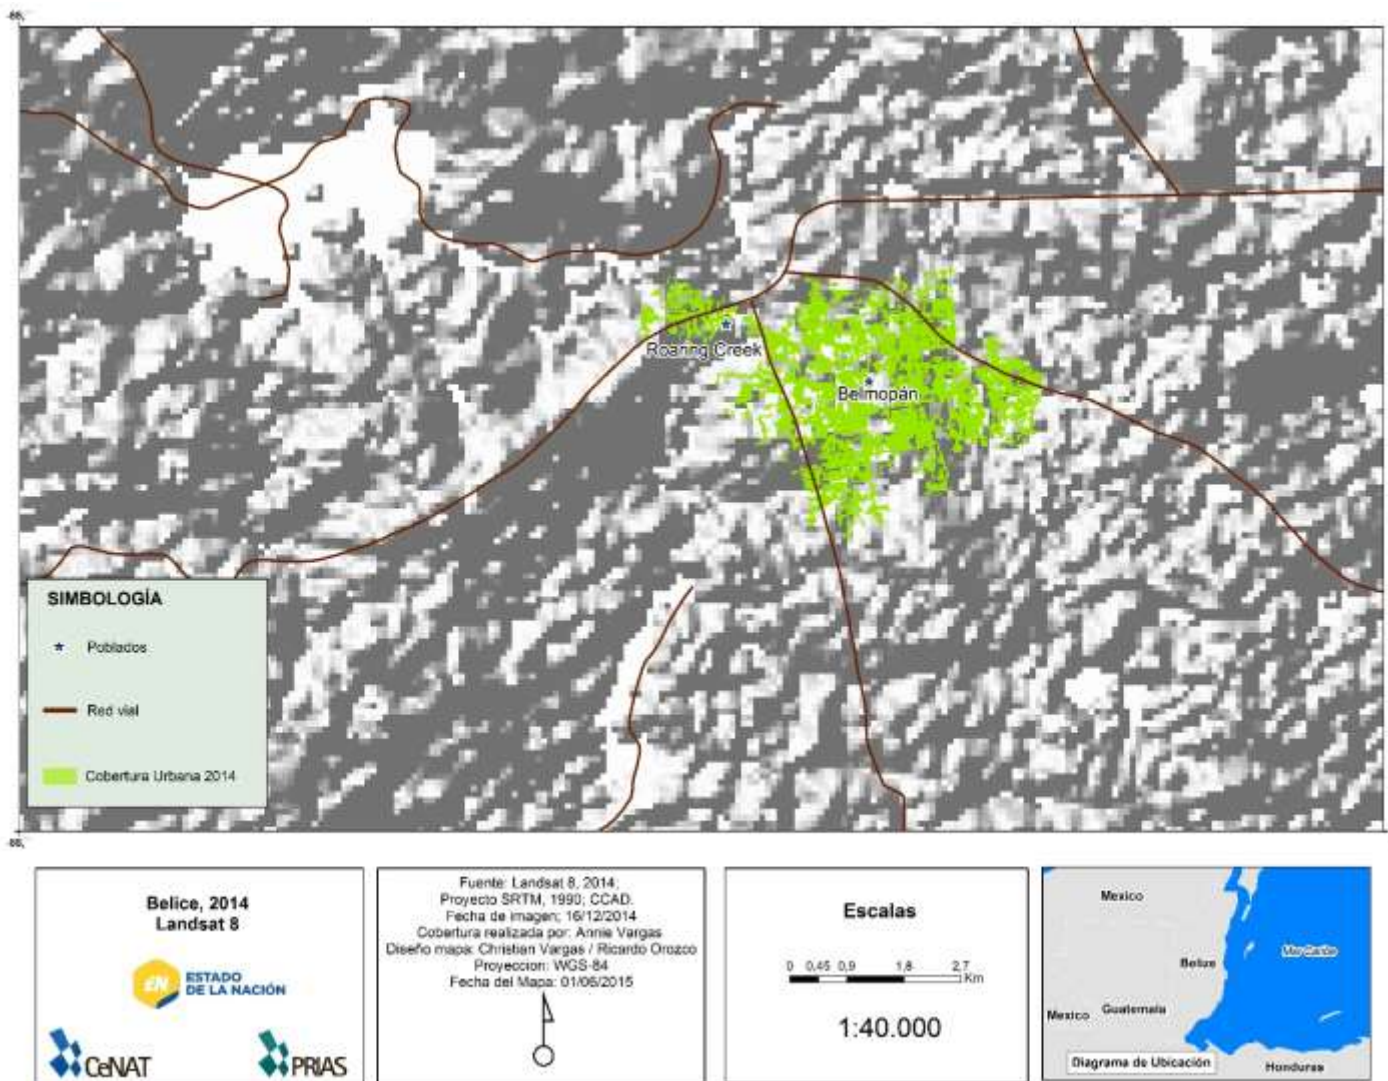 -88,
Roaring Creek
Belmopán
SIMBOLOGÍA
Poblados
Red vial
Cobertura Urbana 2014
-88,
Belice, 2014
Landsat 8
EN
ESTADO
DE LA NACIÓN
CeNAT
PRIAS
Fuente: Landsat 8, 2014;
Proyecto SRTM, 1990; CCAD.
Fecha de imagen: 16/12/2014
Cobertura realizada por: Annie Vargas
Diseño mapa: Christian Vargas / Ricardo Orozco
Proyeccion: WGS-84
Fecha del Mapa: 01/06/2015
Escalas
0 0,45 0,9 1,8 2,7
Km
1:40.000
Mexico
Mar Caribe
Belize
Mexico
Guatemala
Diagrama de Ubicación
Honduras